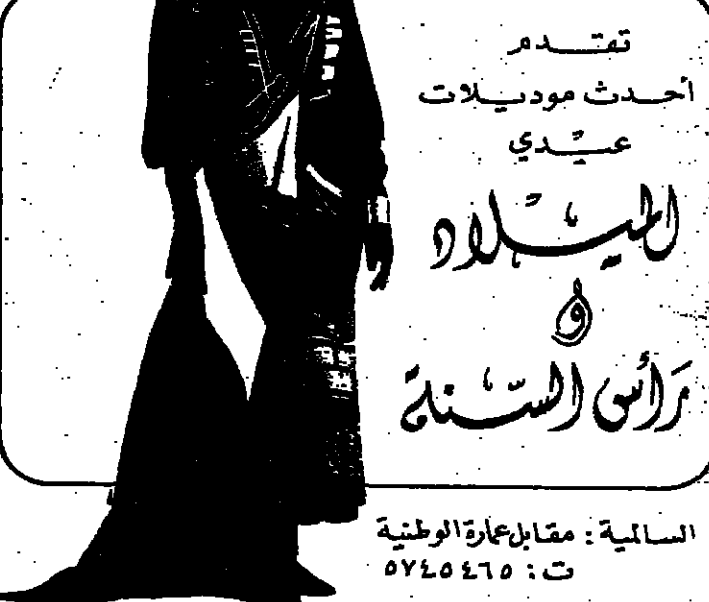 تقدم
أحدث موديلات
عيدي
الميلاد
و
رأس السنة
السالمية : مقابل عمارة الوطنية
ت : ٥٧٤٥٤٦٥